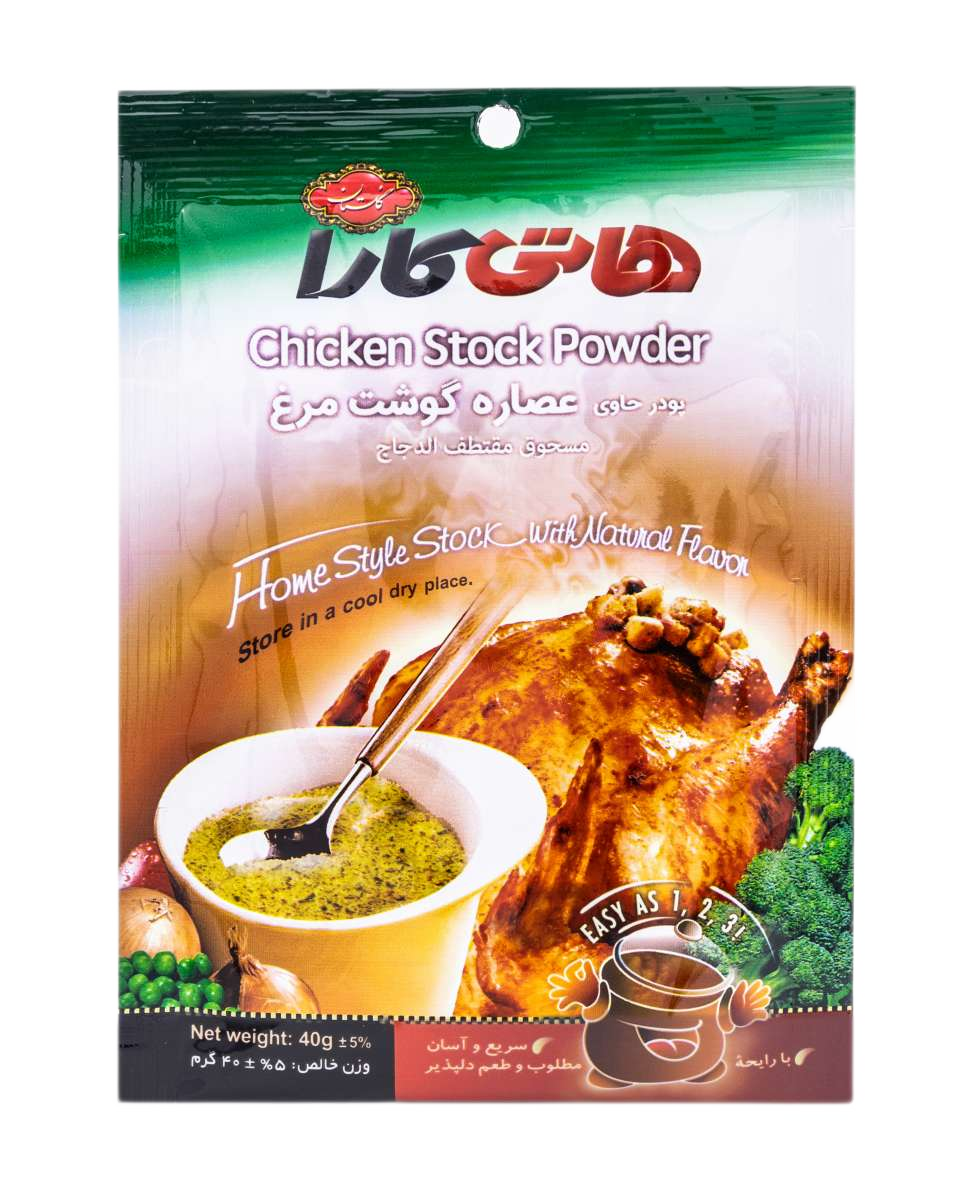 گلستان
هاتی کارا
Chicken Stock Powder
پودر حاوی عصاره گوشت مرغ
مسحوق مقتطف الدجاج
Home Style Stock With Natural Flavor
Store in a cool dry place.
EASY AS 1, 2, 3!
Net weight: 40g ±5%
وزن خالص: ۵% ± ۴۰ گرم
سریع و آسان
با رایحهٔ مطلوب و طعم دلپذیر